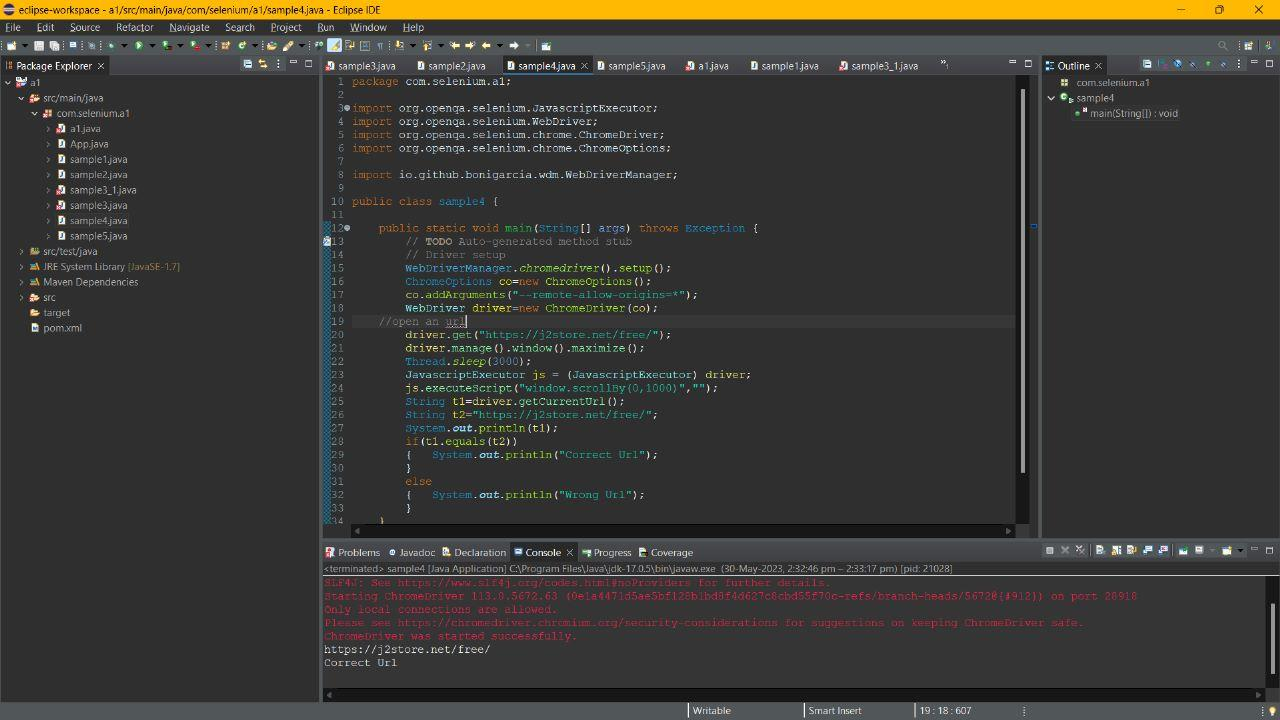 eclipse-workspace - a1/src/main/java/com/selenium/a1/sample4.java - Eclipse IDE
File Edit Source Refactor Navigate Search Project Run Window Help
Package Explorer
a1
src/main/java
com.selenium.a1
a1.java
App.java
sample1.java
sample2.java
sample3_1.java
sample3.java
sample4.java
sample5.java
src/test/java
JRE System Library [JavaSE-1.7]
Maven Dependencies
src
target
pom.xml
sample3.java sample2.java sample4.java sample5.java a1.java sample1.java sample3_1.java
1 package com.selenium.a1;
2
3 import org.openqa.selenium.JavascriptExecutor;
4 import org.openqa.selenium.WebDriver;
5 import org.openqa.selenium.chrome.ChromeDriver;
6 import org.openqa.selenium.chrome.ChromeOptions;
7
8 import io.github.bonigarcia.wdm.WebDriverManager;
9
10 public class sample4 {
11
12 public static void main(String[] args) throws Exception {
13 // TODO Auto-generated method stub
14 // Driver setup
15 WebDriverManager.chromedriver().setup();
16 ChromeOptions co=new ChromeOptions();
17 co.addArguments("--remote-allow-origins=*");
18 WebDriver driver=new ChromeDriver(co);
19 //open an url
20 driver.get("https://j2store.net/free/");
21 driver.manage().window().maximize();
22 Thread.sleep(3000);
23 JavascriptExecutor js = (JavascriptExecutor) driver;
24 js.executeScript("window.scrollBy(0,1000)","");
25 String t1=driver.getCurrentUrl();
26 String t2="https://j2store.net/free/";
27 System.out.println(t1);
28 if(t1.equals(t2))
29 { System.out.println("Correct Url");
30 }
31 else
32 { System.out.println("Wrong Url");
33 }
34 }
Outline
com.selenium.a1
sample4
main(String[]) : void
Problems Javadoc Declaration Console Progress Coverage
<terminated> sample4 [Java Application] C:\Program Files\Java\jdk-17.0.5\bin\javaw.exe (30-May-2023, 2:32:46 pm – 2:33:17 pm) [pid: 21028]
SLF4J: See https://www.slf4j.org/codes.html#noProviders for further details.
Starting ChromeDriver 113.0.5672.63 (0e1a4471d5ae5bf128b1bd8f4d627c8cbd55f70c-refs/branch-heads/5672@{#912}) on port 28918
Only local connections are allowed.
Please see https://chromedriver.chromium.org/security-considerations for suggestions on keeping ChromeDriver safe.
ChromeDriver was started successfully.
https://j2store.net/free/
Correct Url
Writable Smart Insert 19 : 18 : 607